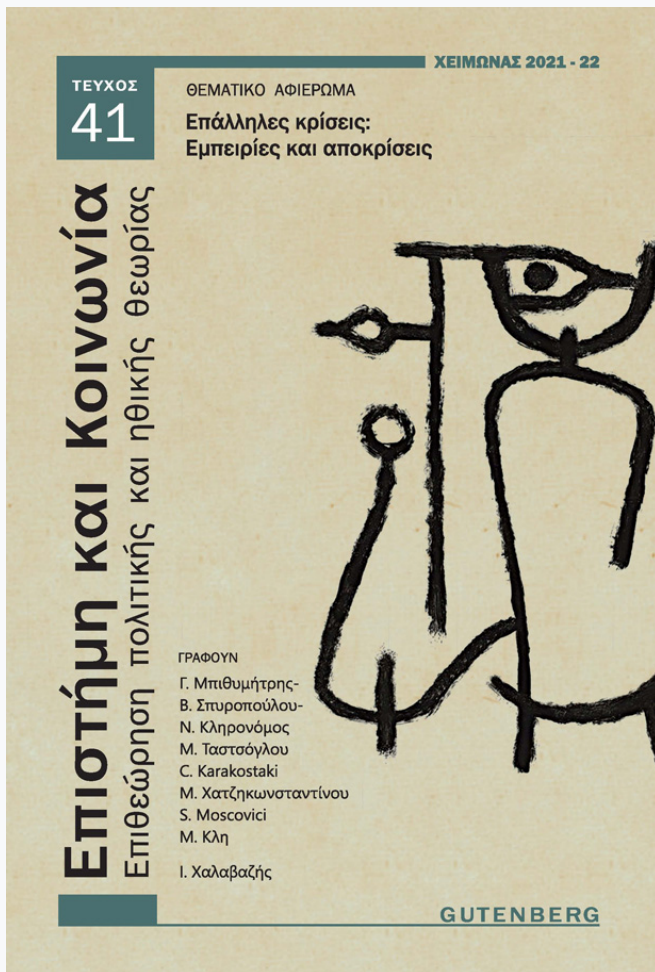 ΧΕΙΜΩΝΑΣ 2021 - 22
ΤΕΥΧΟΣ
41
ΘΕΜΑΤΙΚΟ ΑΦΙΕΡΩΜΑ
Επάλληλες κρίσεις:
Εμπειρίες και αποκρίσεις
Επιστήμη και Κοινωνία
Επιθεώρηση πολιτικής και ηθικής θεωρίας
ΓΡΑΦΟΥΝ
Γ. Μπιθυμήτρης-
Β. Σπυροπούλου-
Ν. Κληρονόμος
Μ. Ταστσόγλου
C. Karakostaki
Μ. Χατζηκωνσταντίνου
S. Moscovici
Μ. Κλη
Ι. Χαλαβαζής
GUTENBERG